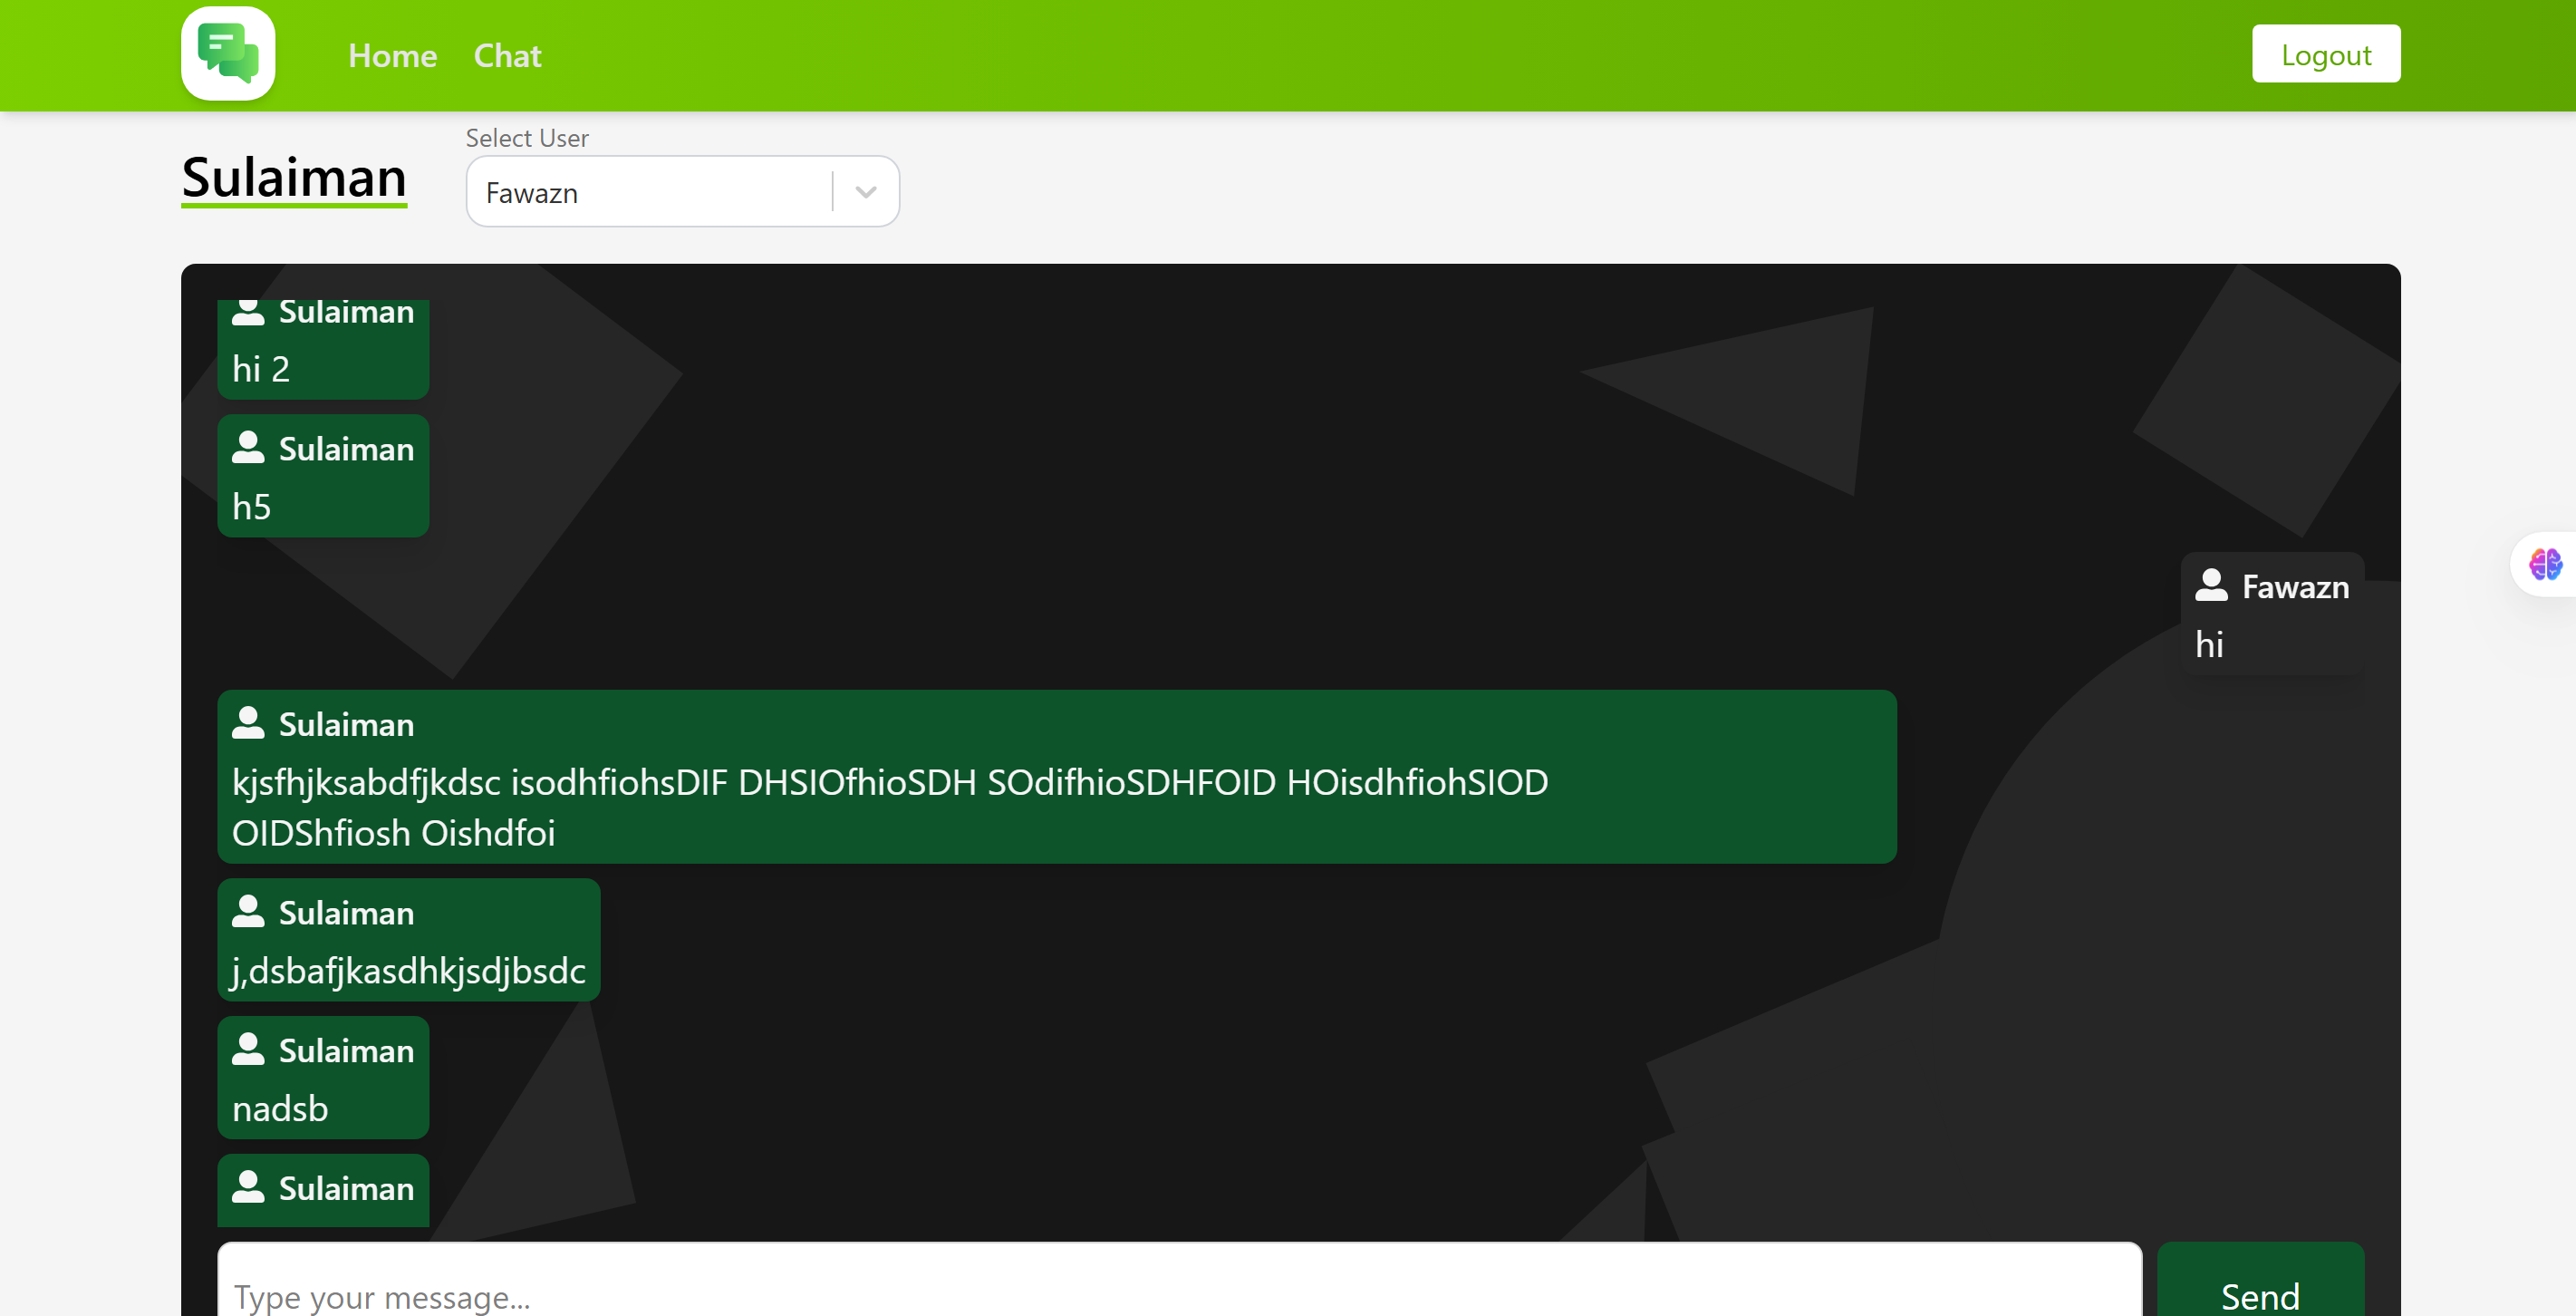 Home Chat Logout
Select User
Sulaiman
Fawazn
Sulaiman
hi 2
Sulaiman
h5
Fawazn
hi
Sulaiman
kjsfhjksabdfjkdsc isodhfiohsDIF DHSIOfhioSDH SOdifhioSDHFOID HOisdhfiohSIOD
OIDShfiosh Oishdfoi
Sulaiman
j,dsbafjkasdhkjsdjbsdc
Sulaiman
nadsb
Sulaiman
Type your message...
Send